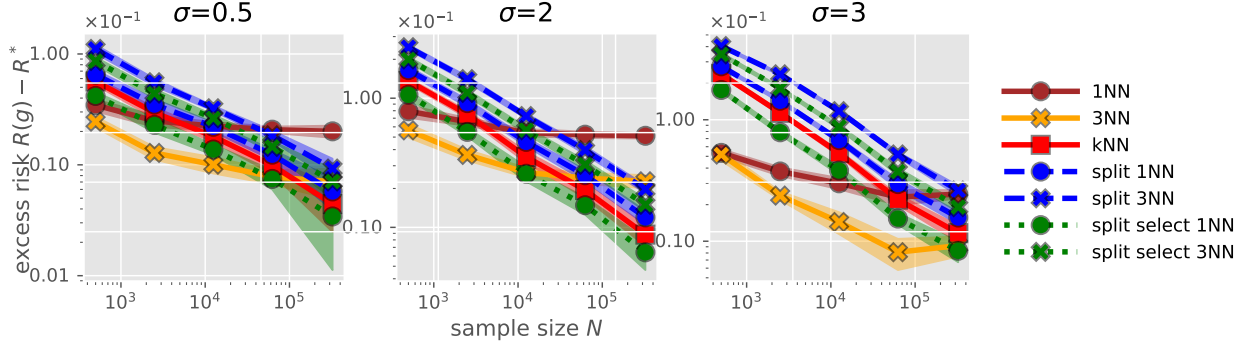 σ=0.5
σ=2
σ=3
×10⁻¹
×10⁻¹
×10⁻¹
excess risk R(g) − R*
1.00
0.10
0.01
10³
10⁴
10⁵
1.00
0.10
10³
10⁴
10⁵
1.00
0.10
10³
10⁴
10⁵
sample size N
1NN
3NN
kNN
split 1NN
split 3NN
split select 1NN
split select 3NN